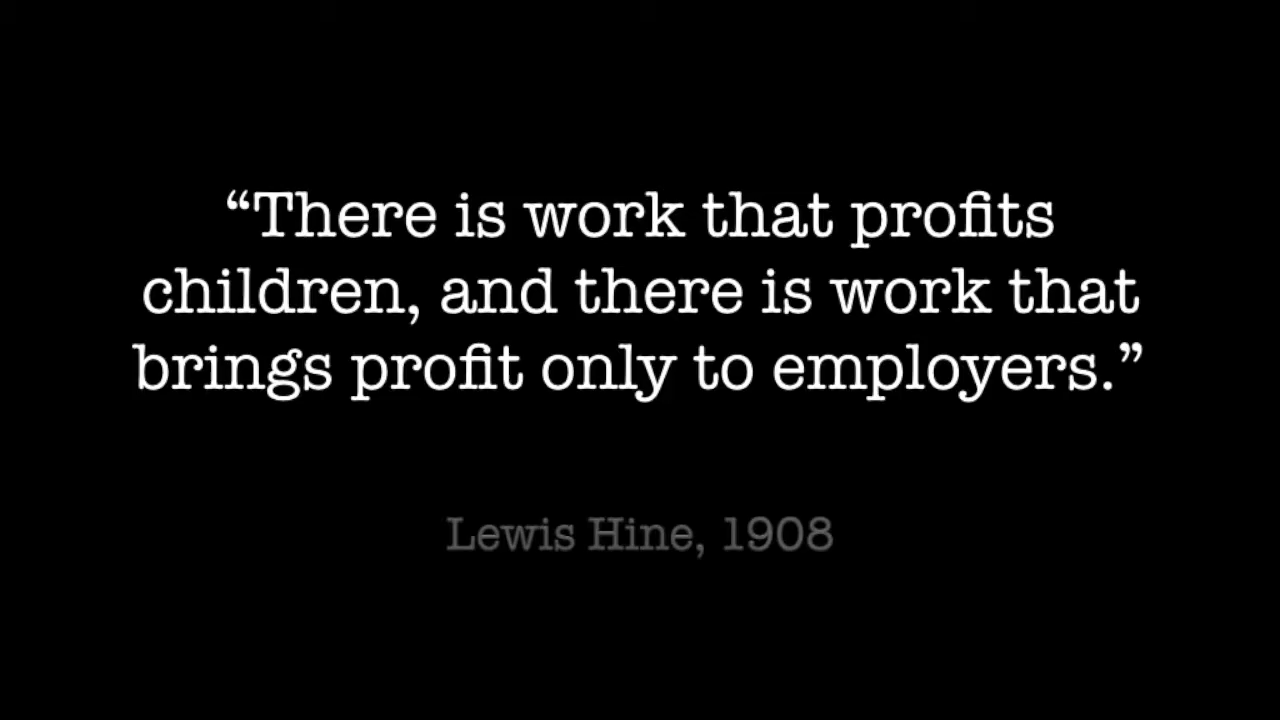 “There is work that profits
children, and there is work that
brings profit only to employers.”
Lewis Hine, 1908